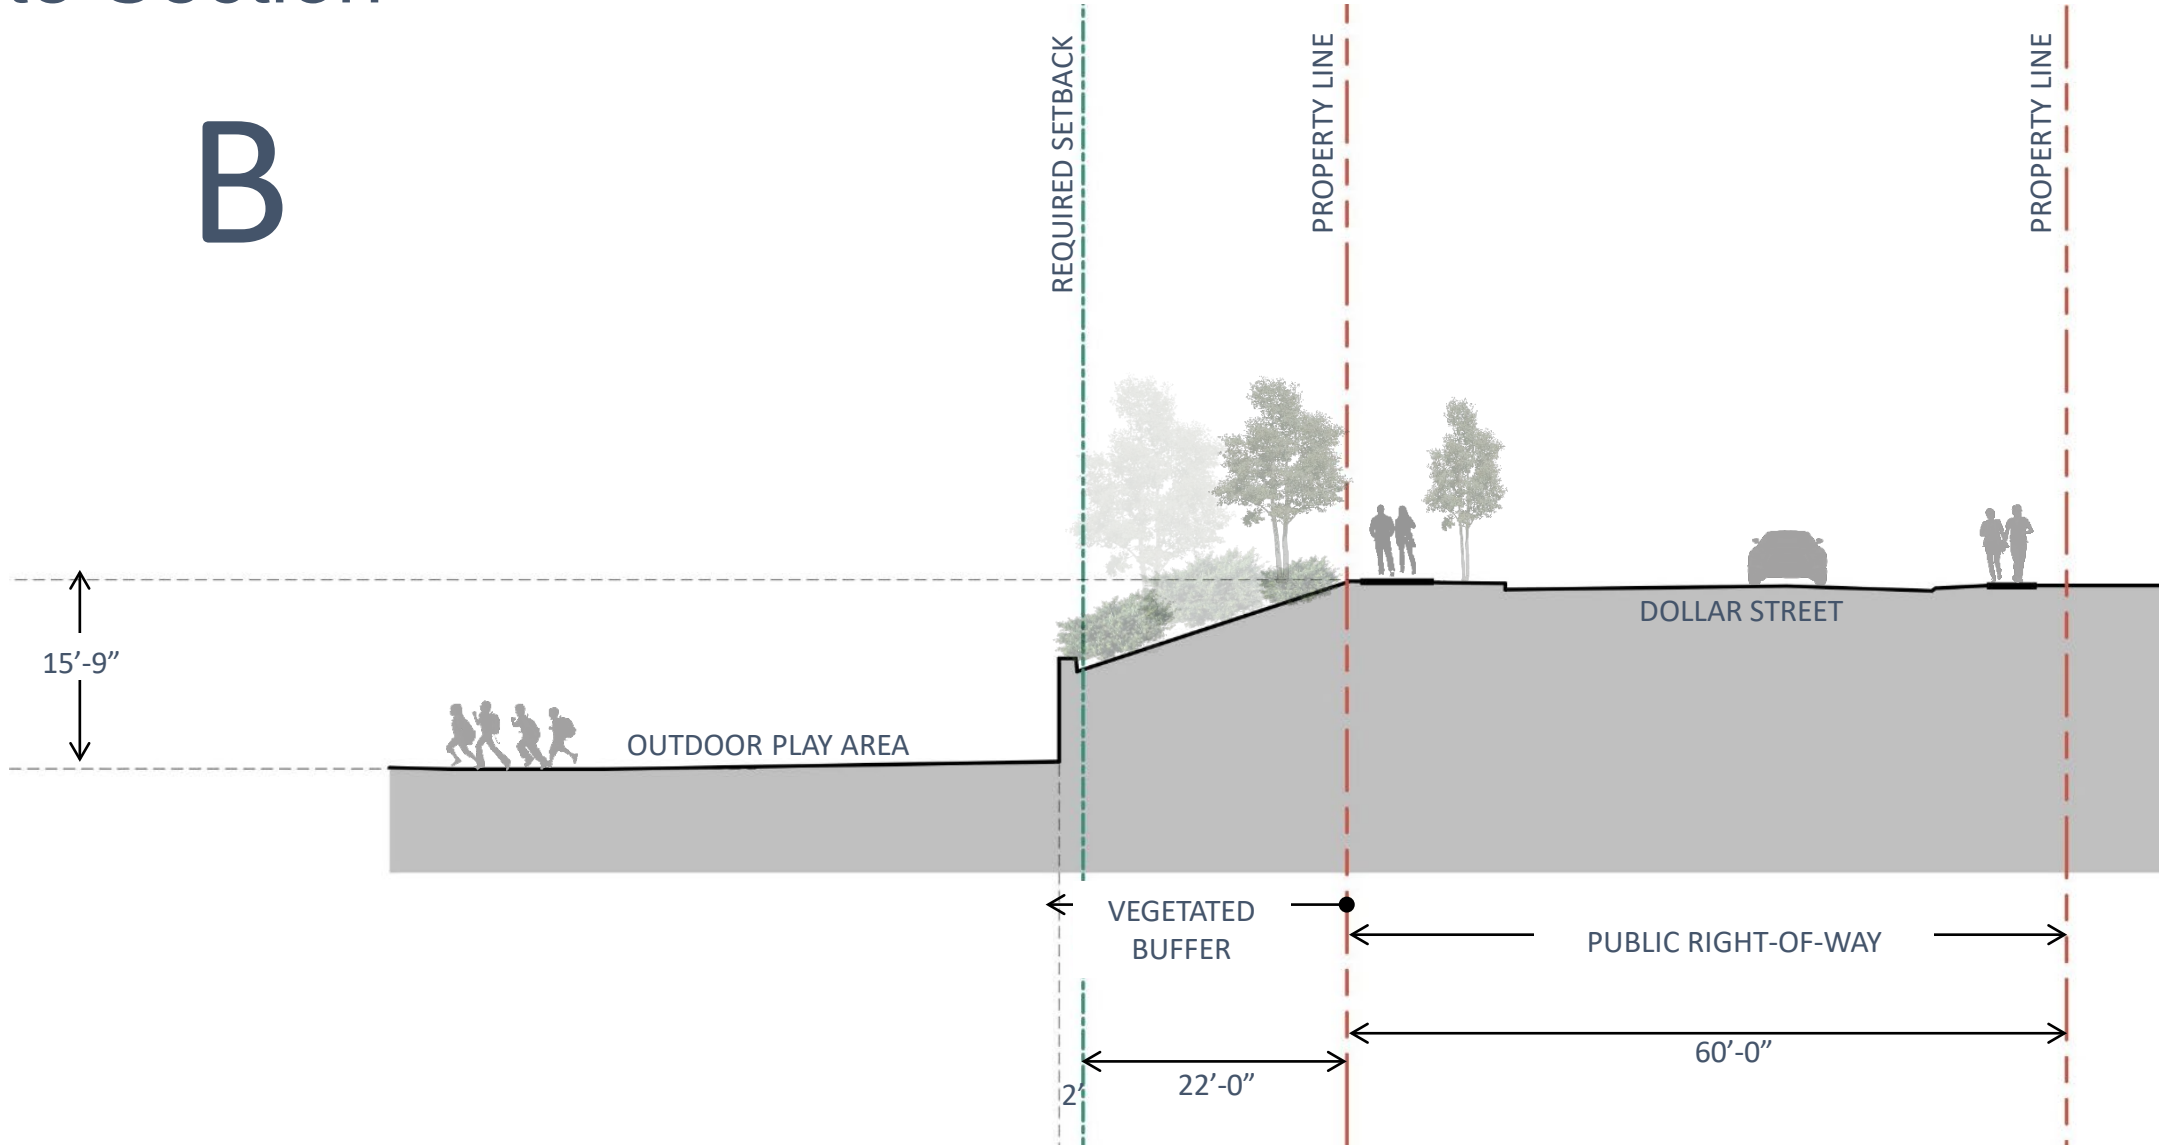 B
REQUIRED SETBACK
PROPERTY LINE
PROPERTY LINE
15’-9”
OUTDOOR PLAY AREA
DOLLAR STREET
VEGETATED
BUFFER
PUBLIC RIGHT-OF-WAY
2’
22’-0”
60’-0”